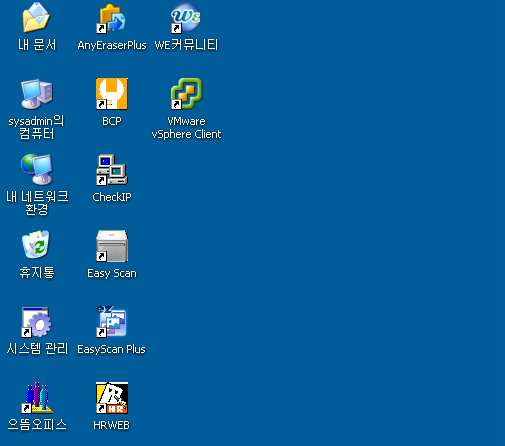 내 문서
AnyEraserPlus
WE커뮤니티
sysadmin의
컴퓨터
BCP
VMware
vSphere Client
내 네트워크
환경
CheckIP
휴지통
Easy Scan
시스템 관리
EasyScan Plus
으뜸오피스
HRWEB